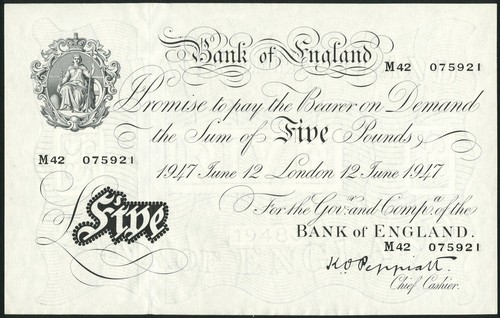 Bank of England
M42 075921
I Promise to pay the Bearer on Demand
the Sum of Five Pounds
M42 075921
1947 June 12 London 12 June 1947
For the Govr. and Compa. of the
BANK of ENGLAND.
M42 075921
£Five
K O Peppiatt.
Chief Cashier.